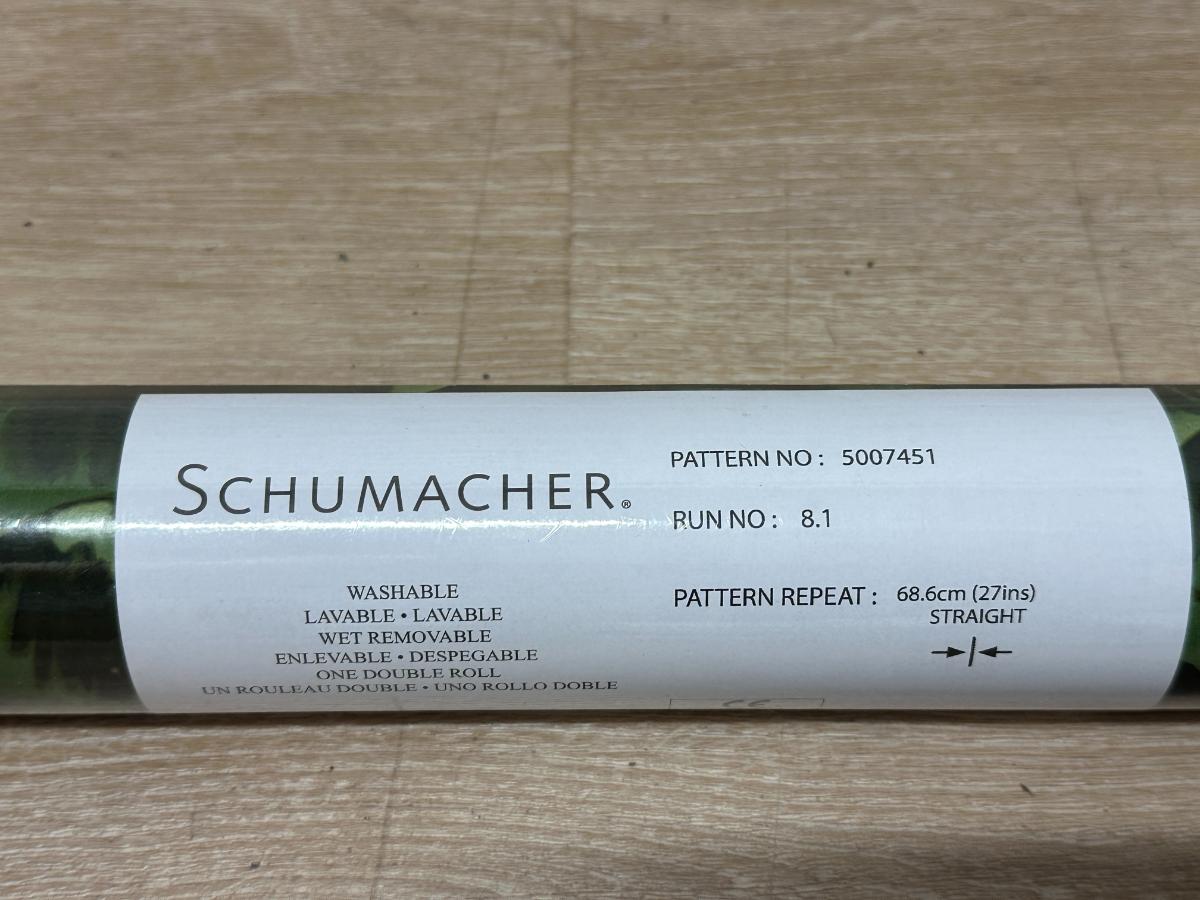 SCHUMACHER®
WASHABLE
LAVABLE • LAVABLE
WET REMOVABLE
ENLEVABLE • DESPEGABLE
ONE DOUBLE ROLL
UN ROULEAU DOUBLE • UNO ROLLO DOBLE
PATTERN NO : 5007451
RUN NO : 8.1
PATTERN REPEAT : 68.6cm (27ins)
STRAIGHT